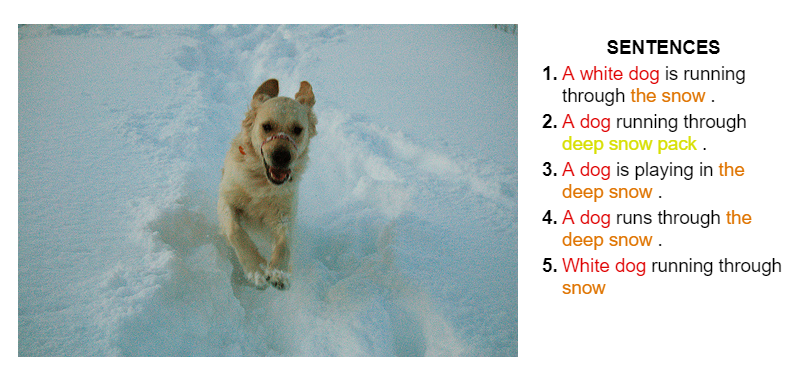 SENTENCES
1. A white dog is running
through the snow .
2. A dog running through
deep snow pack .
3. A dog is playing in the
deep snow .
4. A dog runs through the
deep snow .
5. White dog running through
snow